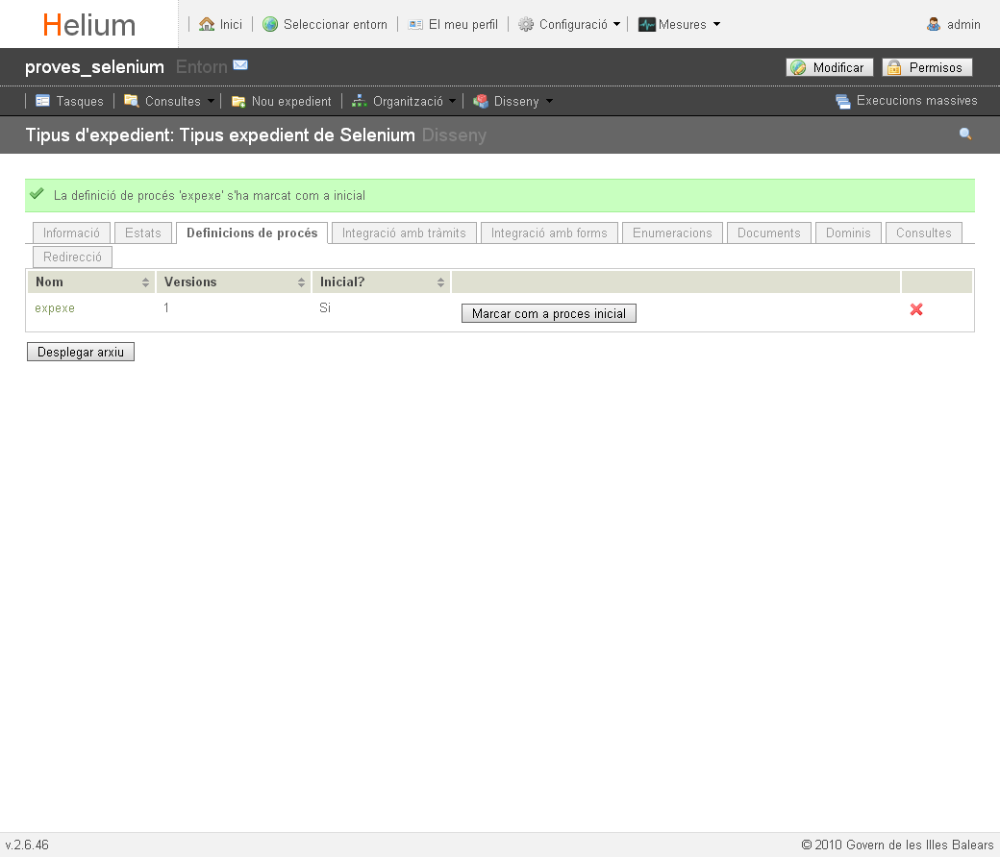 Helium Inici Seleccionar entorn El meu perfil Configuració Mesures admin
proves_selenium Entorn Modificar Permisos
Tasques Consultes Nou expedient Organització Disseny Execucions massives
Tipus d'expedient: Tipus expedient de Selenium Disseny
La definició de procés 'expexe' s'ha marcat com a inicial
Informació Estats Definicions de procés Integració amb tràmits Integració amb forms Enumeracions Documents Dominis Consultes
Redirecció
Nom Versions Inicial?
expexe 1 Si Marcar com a proces inicial
Desplegar arxiu
v.2.6.46 © 2010 Govern de les Illes Balears